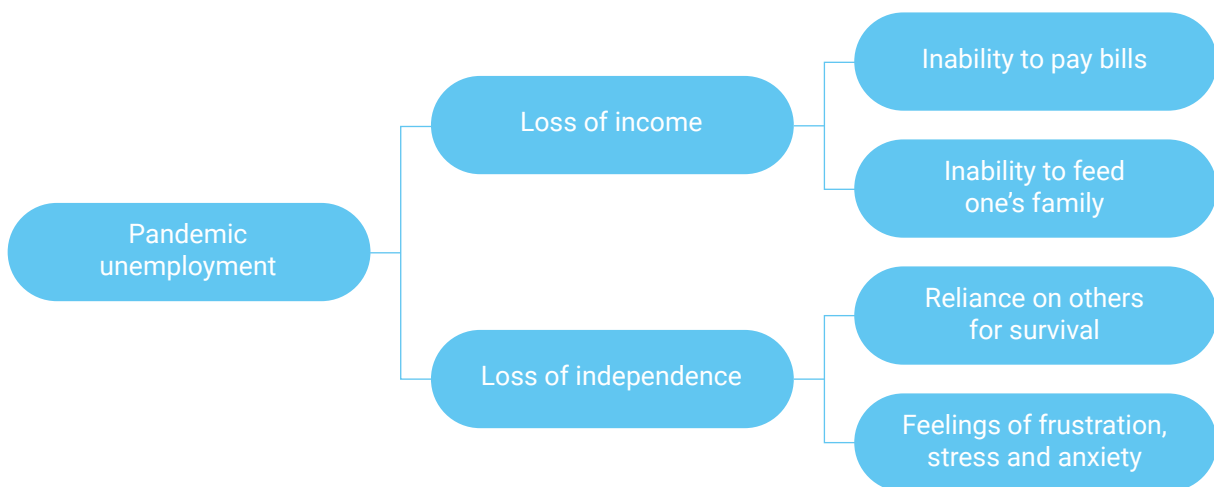 Pandemic
unemployment
Loss of income
Inability to pay bills
Inability to feed
one’s family
Loss of independence
Reliance on others
for survival
Feelings of frustration,
stress and anxiety